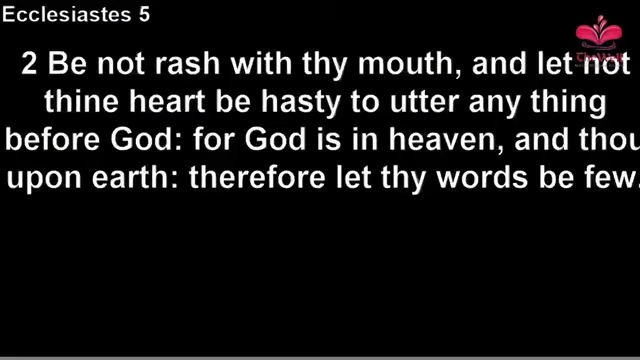 Ecclesiastes 5
2 Be not rash with thy mouth, and let not
thine heart be hasty to utter any thing
before God: for God is in heaven, and thou
upon earth: therefore let thy words be few.